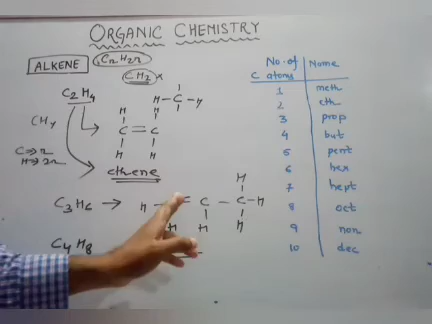 ORGANIC CHEMISTRY
ALKENE CnH2n
CH2 x
C2H4
CH4
C ⇒ n
H ⇒ 2n
H H
C = C
H H
ethene
H
H - C - H
C3H6 → H - = C - C - H
H H H
C4H8
No. of C atoms Name
1 meth
2 eth
3 prop
4 but
5 pent
6 hex
7 hept
8 oct
9 non
10 dec